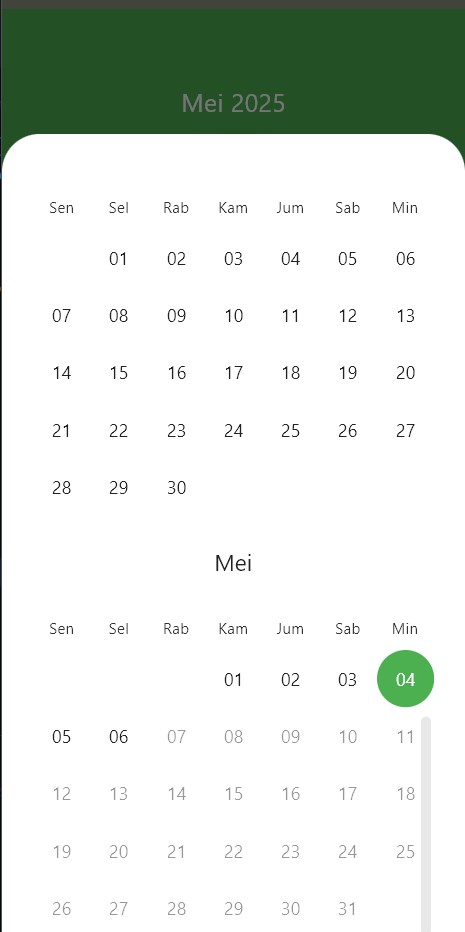 Mei 2025
Sen Sel Rab Kam Jum Sab Min
01 02 03 04 05 06
07 08 09 10 11 12 13
14 15 16 17 18 19 20
21 22 23 24 25 26 27
28 29 30
Mei
Sen Sel Rab Kam Jum Sab Min
01 02 03 04
05 06 07 08 09 10 11
12 13 14 15 16 17 18
19 20 21 22 23 24 25
26 27 28 29 30 31